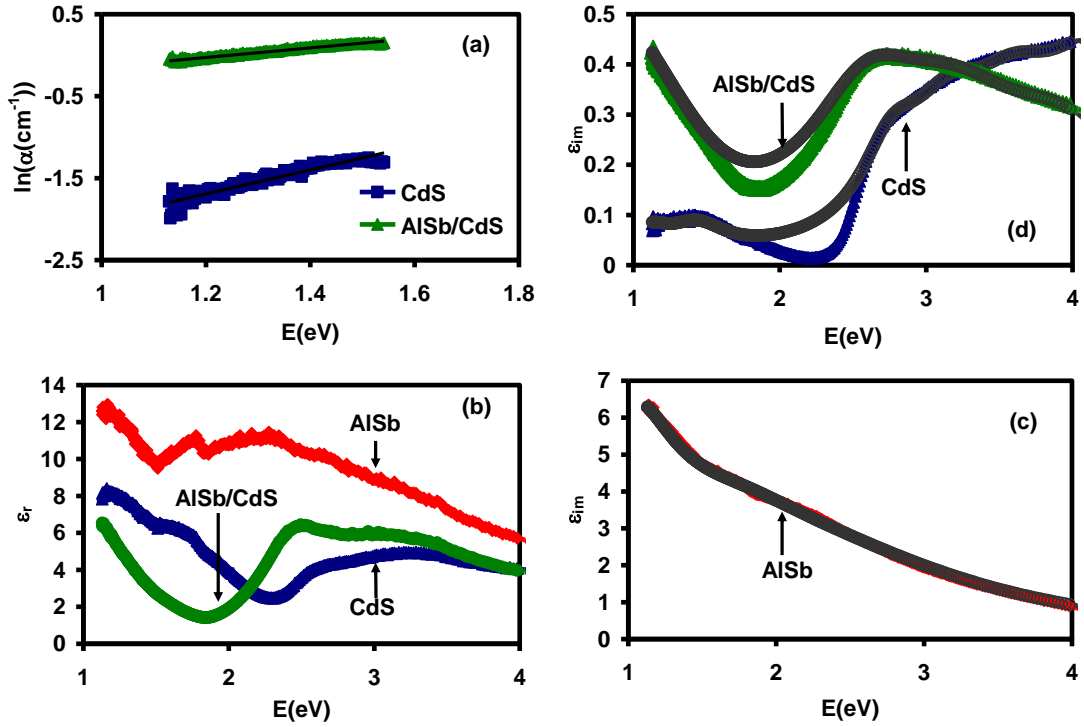 (a)
ln(α(cm⁻¹))
0.5
-0.5
-1.5
-2.5
CdS
AlSb/CdS
1 1.2 1.4 1.6 1.8
E(eV)
(d)
εim
0.5
0.4
0.3
0.2
0.1
0
AlSb/CdS
CdS
1 2 3 4
E(eV)
(b)
εr
14
12
10
8
6
4
2
0
AlSb
AlSb/CdS
CdS
1 2 3 4
E(eV)
(c)
εim
7
6
5
4
3
2
1
0
AlSb
1 2 3 4
E(eV)